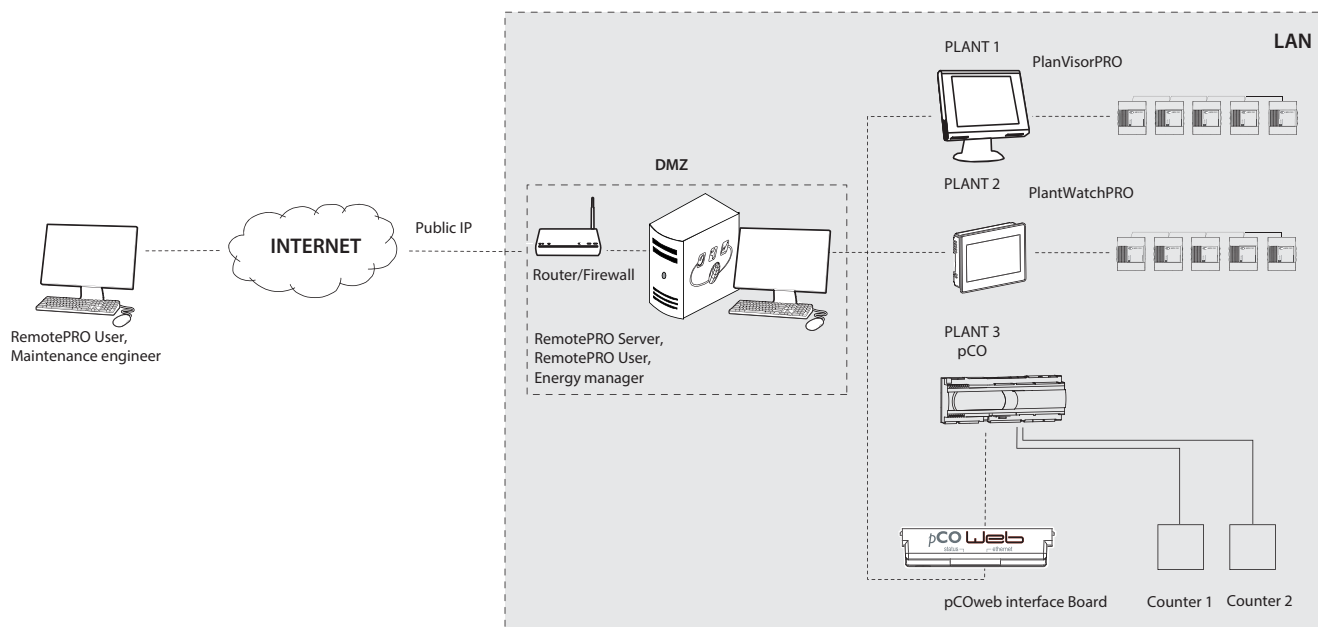 LAN
PLANT 1
PlanVisorPRO
DMZ
PLANT 2
PlantWatchPRO
INTERNET
Public IP
Router/Firewall
RemotePRO User,
Maintenance engineer
RemotePRO Server,
RemotePRO User,
Energy manager
PLANT 3
pCO
pCO Web
status
ethernet
pCOweb interface Board
Counter 1
Counter 2